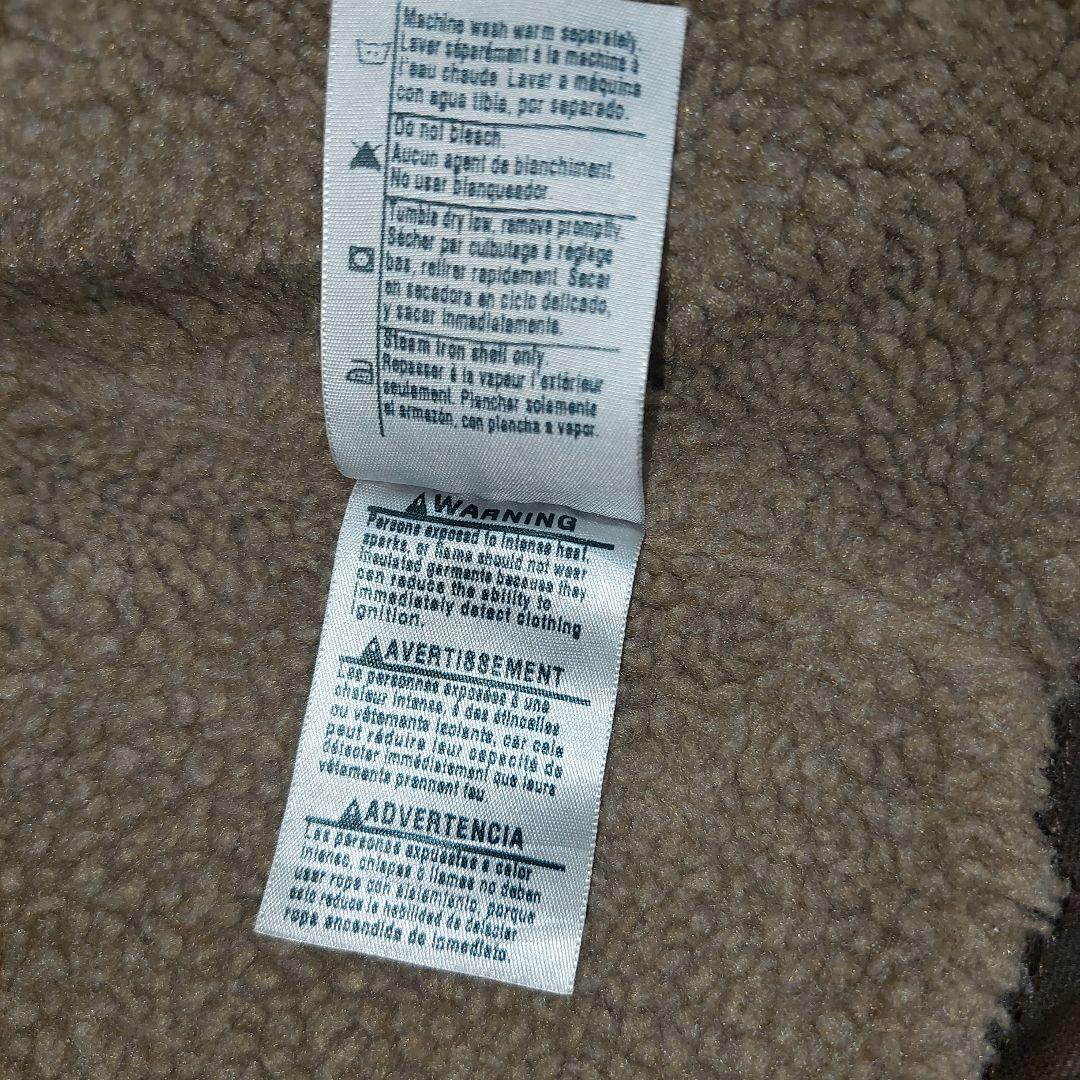 Machine wash warm seperately.
Laver séparément à la machine à
l'eau chaude. Lavar a máquina
con agua tibia, por separado.
Do not bleach.
Aucun agent de blanchiment.
No usar blanqueador.
Tumble dry low, remove promptly.
Sécher par culbutage à réglage
bas, retirer rapidement. Secar
en secadora en ciclo delicado,
y sacar inmediatamente.
Steam iron shell only.
Repasser à la vapeur l'extérieur
seulement. Planchar solamente
el armazón, con plancha a vapor.
WARNING
Persons exposed to intense heat,
sparks, or flame should not wear
insulated garments because they
can reduce the ability to
immediately detect clothing
ignition.
AVERTISSEMENT
Les personnes exposées à une
chaleur intense, à des étincelles
ou vêtements isolants, car cela
peut réduire leur capacité de
détecter immédiatement que leurs
vêtements prennent feu.
ADVERTENCIA
Las personas expuestas a calor
intenso, chispas o llamas no deben
usar ropa con aislamiento, porque
esto reduce la habilidad de detectar
ropa encendida de inmediato